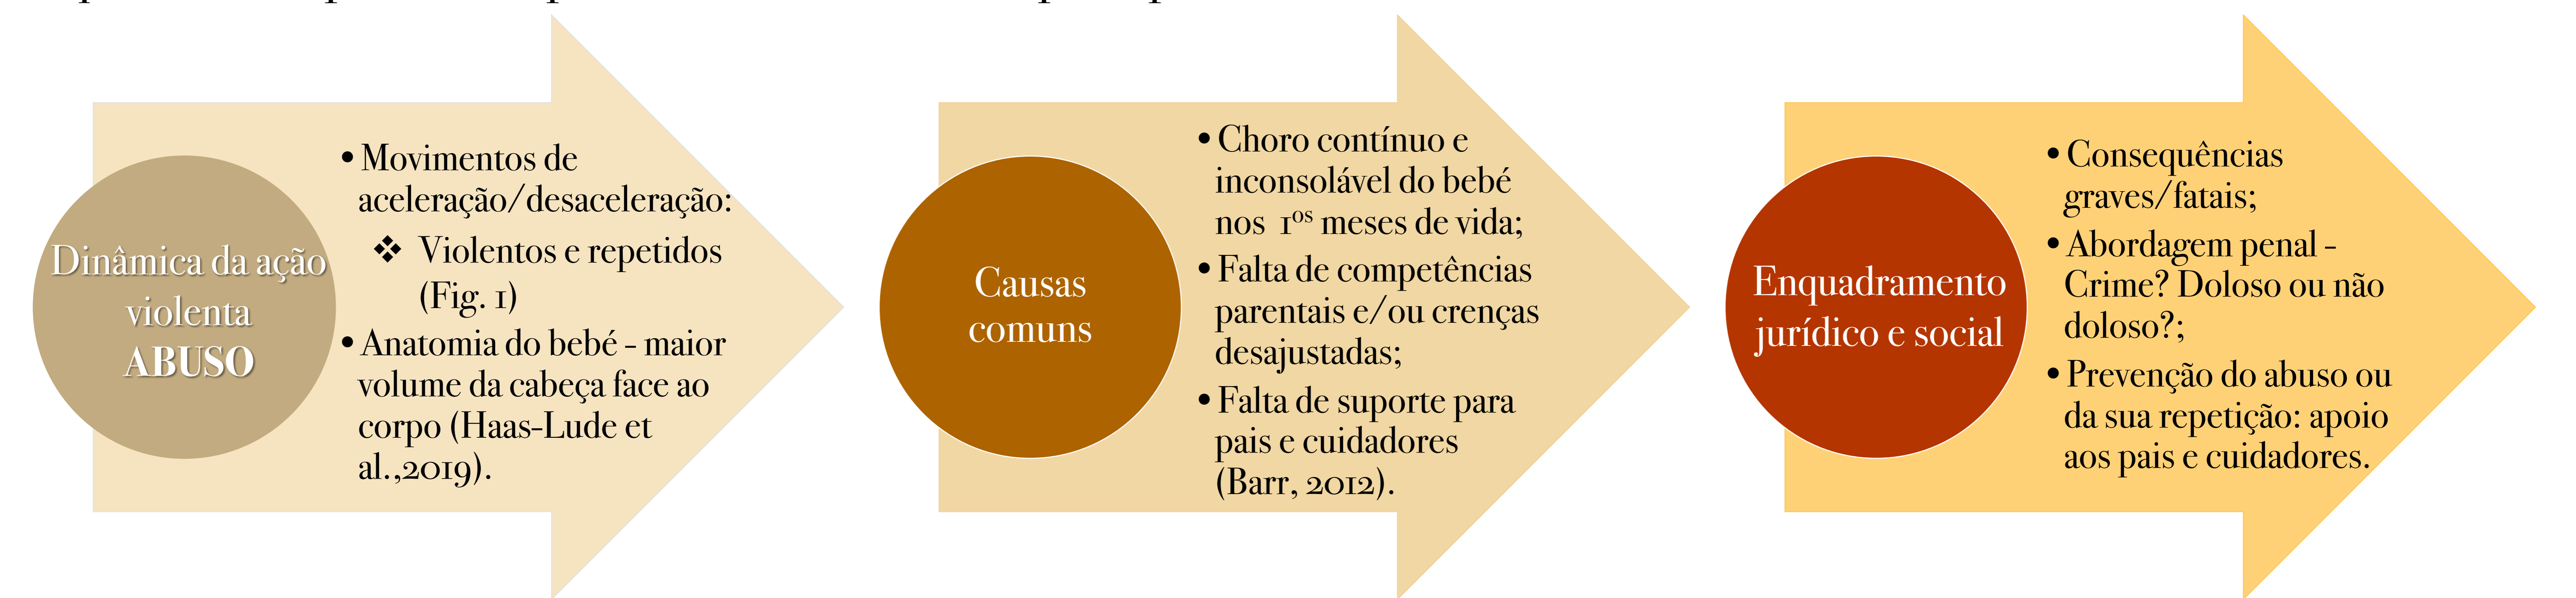 Dinâmica da ação
violenta
ABUSO
• Movimentos de
aceleração/desaceleração:
❖ Violentos e repetidos
(Fig. 1)
• Anatomia do bebé - maior
volume da cabeça face ao
corpo (Haas-Lude et
al.,2019).
Causas
comuns
• Choro contínuo e
inconsolável do bebé
nos 1ºˢ meses de vida;
• Falta de competências
parentais e/ou crenças
desajustadas;
• Falta de suporte para
pais e cuidadores
(Barr, 2012).
Enquadramento
jurídico e social
• Consequências
graves/fatais;
• Abordagem penal -
Crime? Doloso ou não
doloso?;
• Prevenção do abuso ou
da sua repetição: apoio
aos pais e cuidadores.